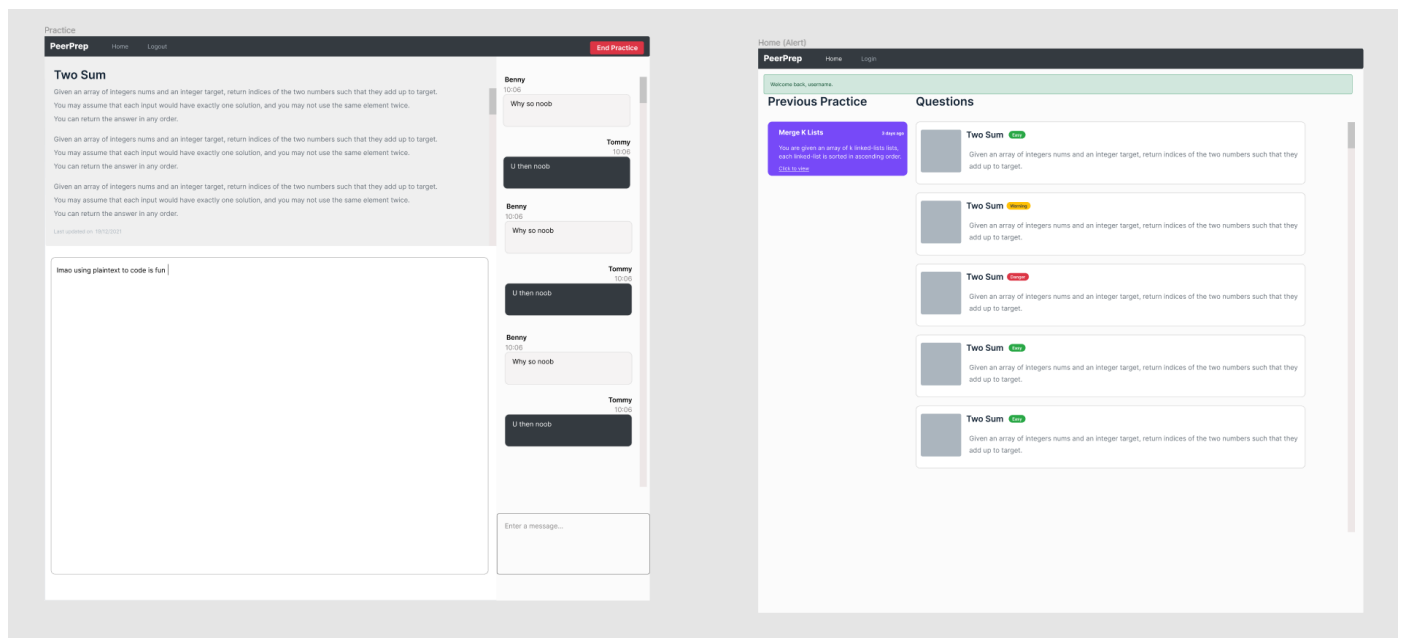 Practice
PeerPrep Home Logout End Practice
Two Sum
Given an array of integers nums and an integer target, return indices of the two numbers such that they add up to target.
You may assume that each input would have exactly one solution, and you may not use the same element twice.
You can return the answer in any order.
Given an array of integers nums and an integer target, return indices of the two numbers such that they add up to target.
You may assume that each input would have exactly one solution, and you may not use the same element twice.
You can return the answer in any order.
Given an array of integers nums and an integer target, return indices of the two numbers such that they add up to target.
You may assume that each input would have exactly one solution, and you may not use the same element twice.
You can return the answer in any order.
Last updated on: 19/12/2021
lmao using plaintext to code is fun
Benny
10:06
Why so noob
Tommy
10:06
U then noob
Benny
10:06
Why so noob
Tommy
10:06
U then noob
Benny
10:06
Why so noob
Tommy
10:06
U then noob
Enter a message...
Home (Alert)
PeerPrep Home Login
Welcome back, username.
Previous Practice
Merge K Lists 3 days ago
You are given an array of k linked-lists lists,
each linked-list is sorted in ascending order.
Click to view
Questions
Two Sum Easy
Given an array of integers nums and an integer target, return indices of the two numbers such that they
add up to target.
Two Sum Warning
Given an array of integers nums and an integer target, return indices of the two numbers such that they
add up to target.
Two Sum Danger
Given an array of integers nums and an integer target, return indices of the two numbers such that they
add up to target.
Two Sum Easy
Given an array of integers nums and an integer target, return indices of the two numbers such that they
add up to target.
Two Sum Easy
Given an array of integers nums and an integer target, return indices of the two numbers such that they
add up to target.